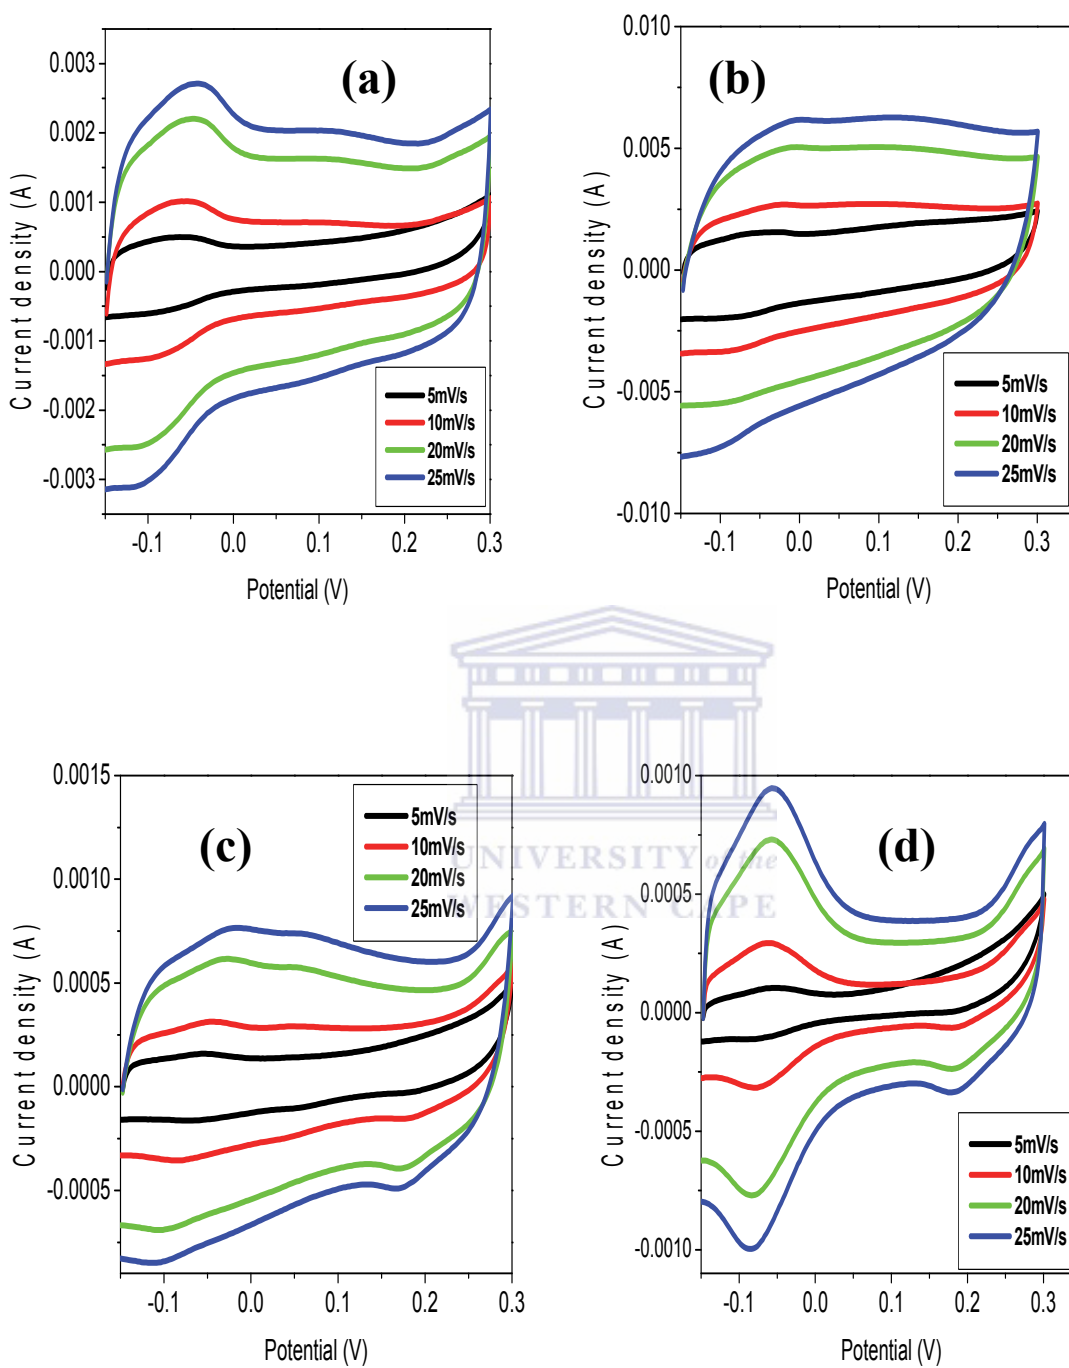 (a)
Current density (A)
0.003
0.002
0.001
0.000
-0.001
-0.002
-0.003
5mV/s
10mV/s
20mV/s
25mV/s
-0.1 0.0 0.1 0.2 0.3
Potential (V)
(b)
Current density (A)
0.010
0.005
0.000
-0.005
-0.010
5mV/s
10mV/s
20mV/s
25mV/s
-0.1 0.0 0.1 0.2 0.3
Potential (V)
UNIVERSITY of the
WESTERN CAPE
(c)
Current density (A)
0.0015
0.0010
0.0005
0.0000
-0.0005
5mV/s
10mV/s
20mV/s
25mV/s
-0.1 0.0 0.1 0.2 0.3
Potential (V)
(d)
Current density (A)
0.0010
0.0005
0.0000
-0.0005
-0.0010
5mV/s
10mV/s
20mV/s
25mV/s
-0.1 0.0 0.1 0.2 0.3
Potential (V)